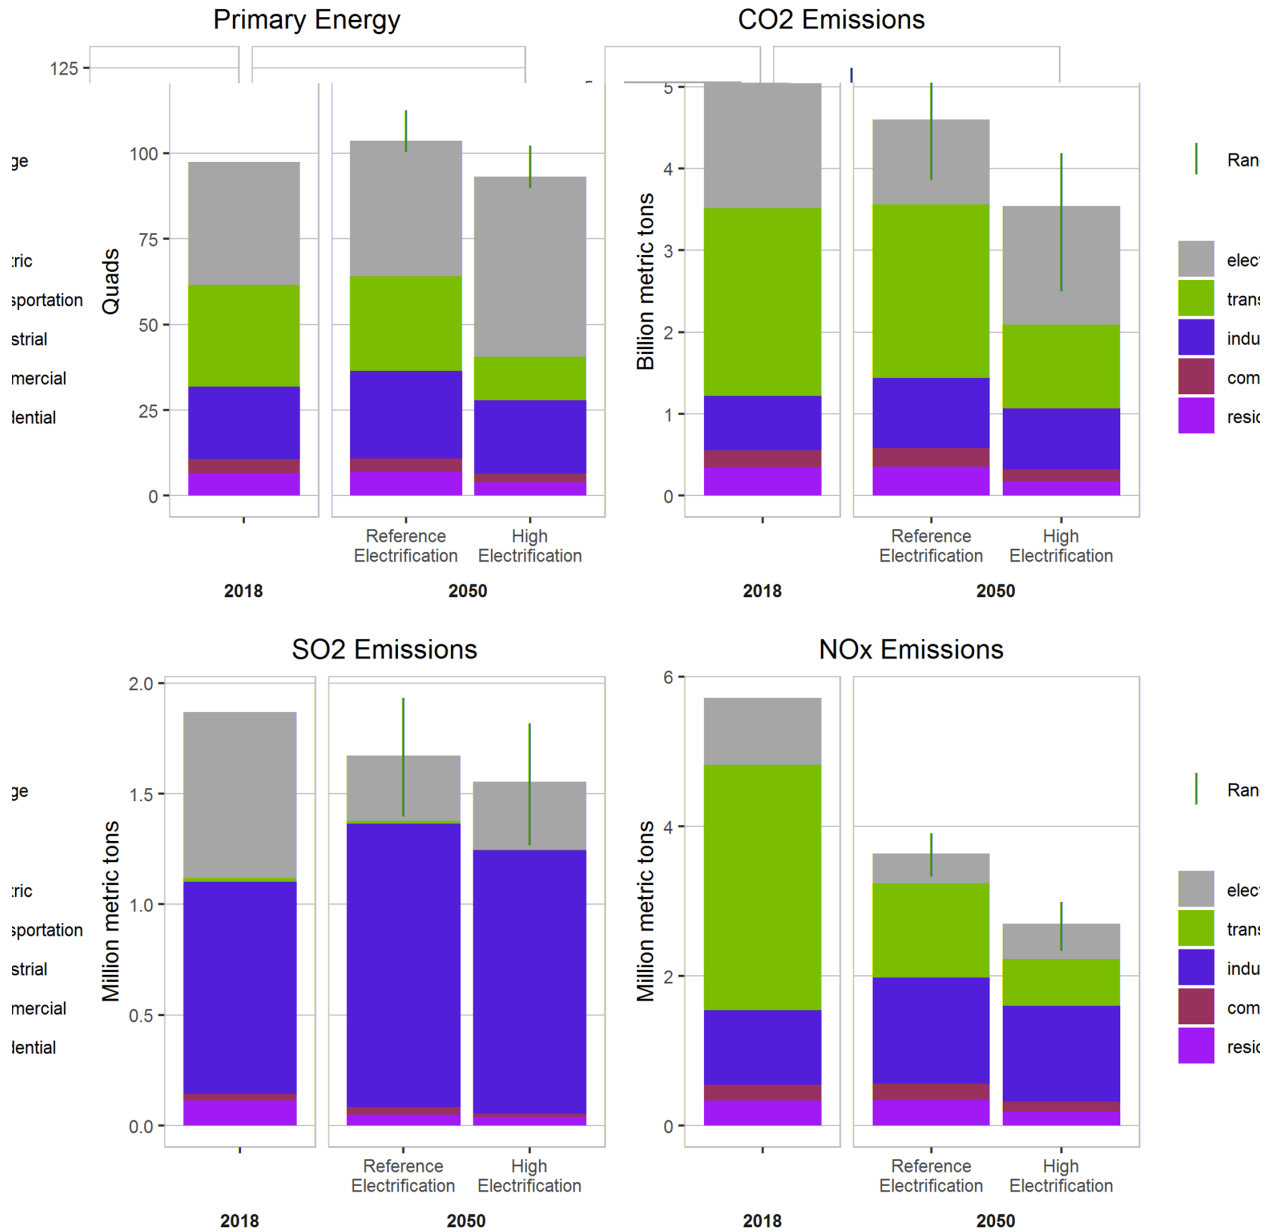 Primary Energy
125
100
75
50
25
0
Quads
Reference
Electrification
High
Electrification
2018
2050
ge
tric
sportation
strial
mercial
dential
CO2 Emissions
5
4
3
2
1
0
Billion metric tons
Reference
Electrification
High
Electrification
2018
2050
Ran
elec
trans
indu
com
resid
SO2 Emissions
2.0
1.5
1.0
0.5
0.0
Million metric tons
Reference
Electrification
High
Electrification
2018
2050
ge
tric
sportation
strial
mercial
dential
NOx Emissions
6
4
2
0
Million metric tons
Reference
Electrification
High
Electrification
2018
2050
Ran
elec
trans
indu
com
resid